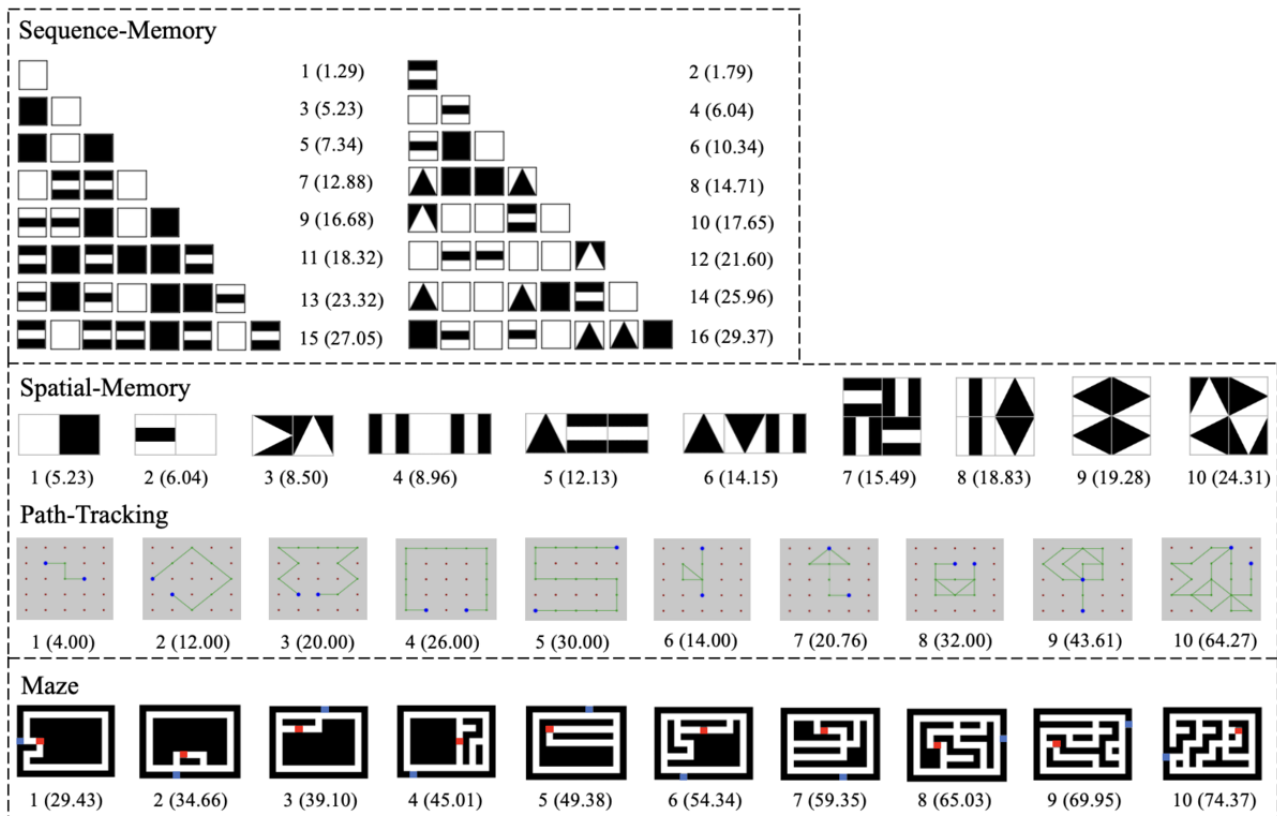 Sequence-Memory
1 (1.29) 2 (1.79)
3 (5.23) 4 (6.04)
5 (7.34) 6 (10.34)
7 (12.88) 8 (14.71)
9 (16.68) 10 (17.65)
11 (18.32) 12 (21.60)
13 (23.32) 14 (25.96)
15 (27.05) 16 (29.37)
Spatial-Memory
1 (5.23) 2 (6.04) 3 (8.50) 4 (8.96) 5 (12.13) 6 (14.15) 7 (15.49) 8 (18.83) 9 (19.28) 10 (24.31)
Path-Tracking
1 (4.00) 2 (12.00) 3 (20.00) 4 (26.00) 5 (30.00) 6 (14.00) 7 (20.76) 8 (32.00) 9 (43.61) 10 (64.27)
Maze
1 (29.43) 2 (34.66) 3 (39.10) 4 (45.01) 5 (49.38) 6 (54.34) 7 (59.35) 8 (65.03) 9 (69.95) 10 (74.37)